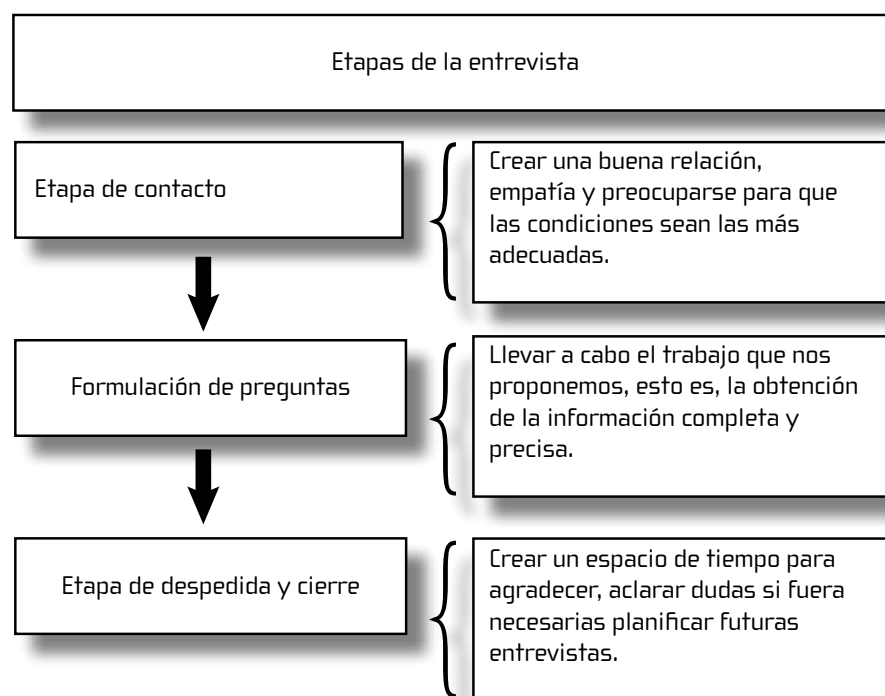 Etapas de la entrevista
Etapa de contacto
Crear una buena relación,
empatía y preocuparse para que
las condiciones sean las más
adecuadas.
Formulación de preguntas
Llevar a cabo el trabajo que nos
proponemos, esto es, la obtención
de la información completa y
precisa.
Etapa de despedida y cierre
Crear un espacio de tiempo para
agradecer, aclarar dudas si fuera
necesarias planificar futuras
entrevistas.